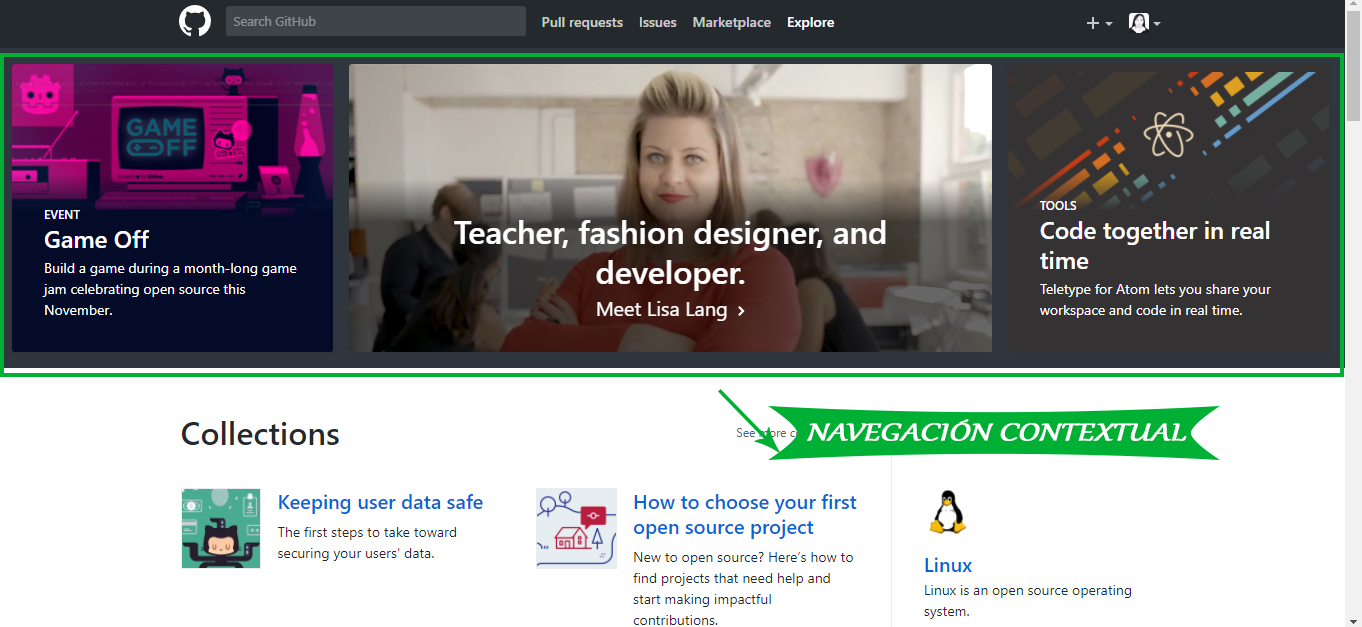 Search GitHub
Pull requests
Issues
Marketplace
Explore
GAME
OFF
EVENT
Game Off
Build a game during a month-long game
jam celebrating open source this
November.
Teacher, fashion designer, and
developer.
Meet Lisa Lang
TOOLS
Code together in real
time
Teletype for Atom lets you share your
workspace and code in real time.
Collections
See more
NAVEGACIÓN CONTEXTUAL
Keeping user data safe
The first steps to take toward
securing your users' data.
How to choose your first
open source project
New to open source? Here’s how to
find projects that need help and
start making impactful
contributions.
Linux
Linux is an open source operating
system.